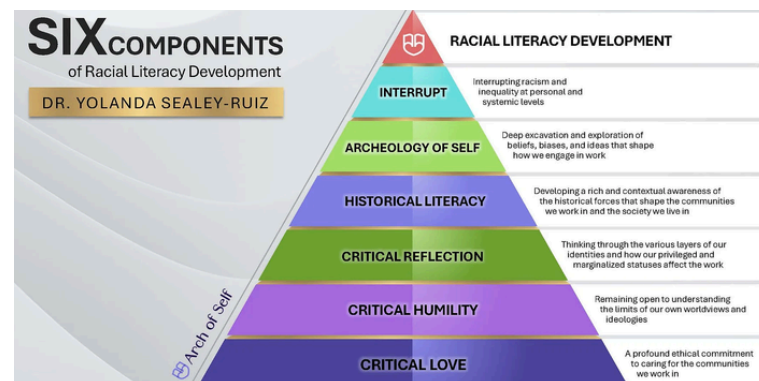 SIX COMPONENTS
of Racial Literacy Development
DR. YOLANDA SEALEY-RUIZ
RACIAL LITERACY DEVELOPMENT
INTERRUPT
Interrupting racism and
inequality at personal and
systemic levels
ARCHEOLOGY OF SELF
Deep excavation and exploration of
beliefs, biases, and ideas that shape
how we engage in work
HISTORICAL LITERACY
Developing a rich and contextual awareness of
the historical forces that shape the communities
we work in and the society we live in
CRITICAL REFLECTION
Thinking through the various layers of our
identities and how our privileged and
marginalized statuses affect the work
CRITICAL HUMILITY
Remaining open to understanding
the limits of our own worldviews and
ideologies
CRITICAL LOVE
A profound ethical commitment
to caring for the communities
we work in
Arch of Self